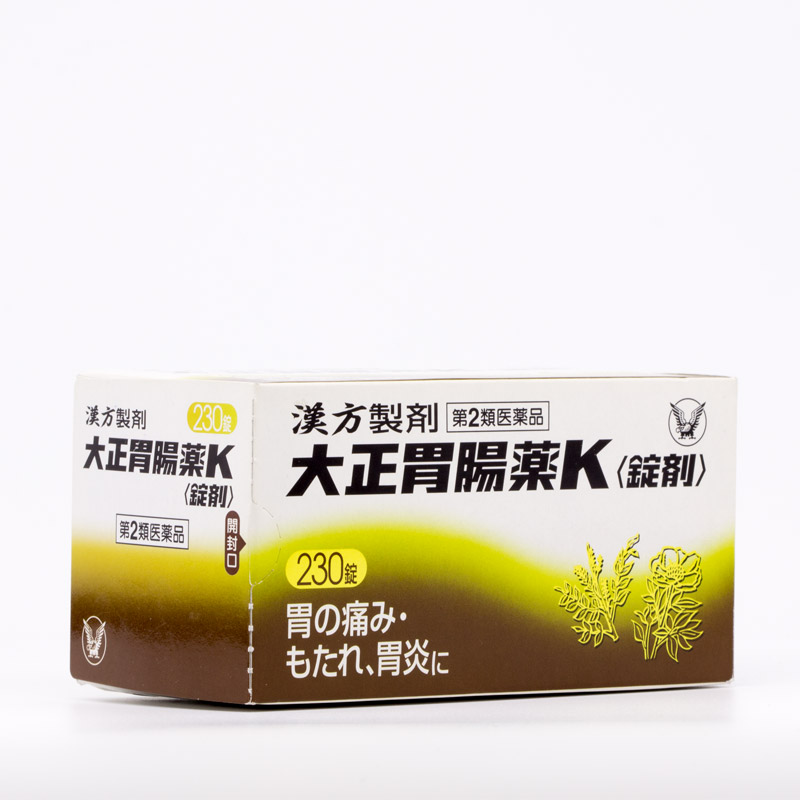 漢方製剤
230錠
大正胃腸薬K
〈錠剤〉
第2類医薬品
開封口
漢方製剤 第2類医薬品
大正胃腸薬K〈錠剤〉
230錠
胃の痛み・
もたれ、胃炎に